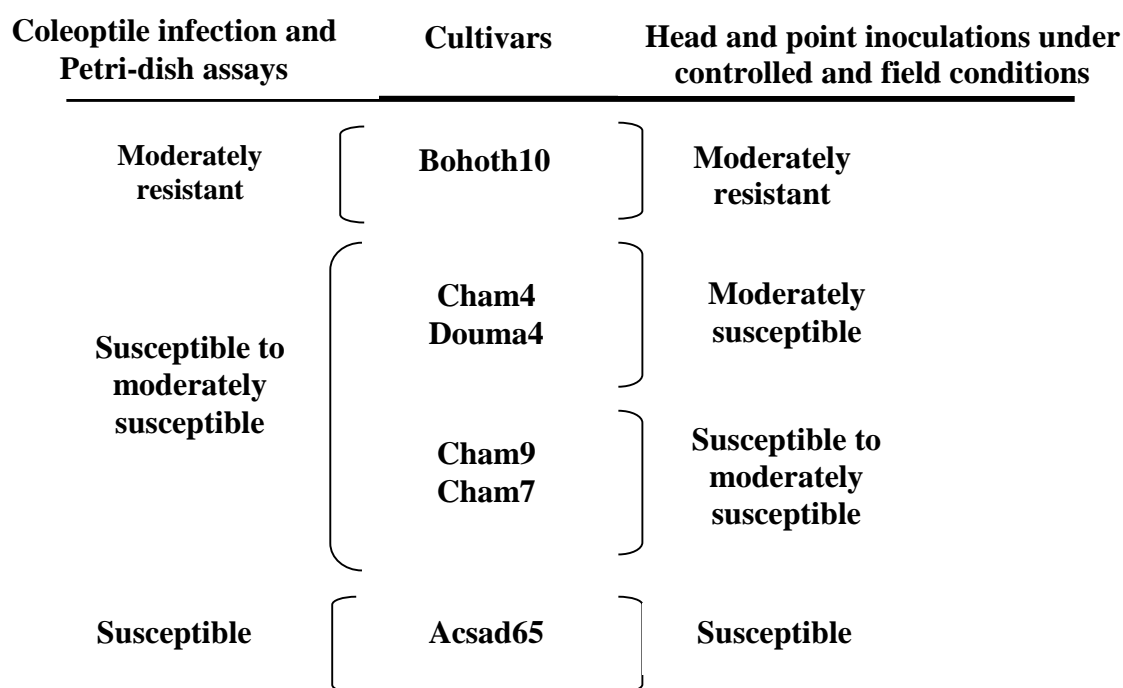 Coleoptile infection and
Petri-dish assays
Cultivars
Head and point inoculations under
controlled and field conditions
Moderately
resistant
Bohoth10
Moderately
resistant
Susceptible to
moderately
susceptible
Cham4
Douma4
Moderately
susceptible
Cham9
Cham7
Susceptible to
moderately
susceptible
Susceptible
Acsad65
Susceptible